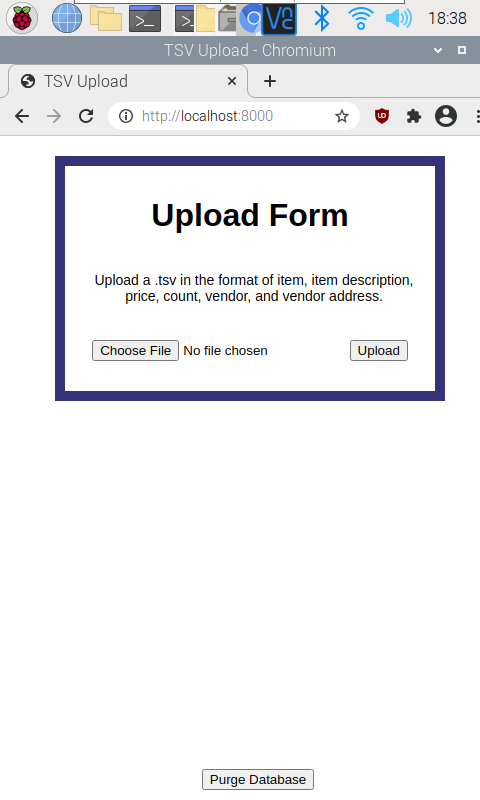 18:38
TSV Upload - Chromium
TSV Upload
http://localhost:8000
Upload Form
Upload a .tsv in the format of item, item description,
price, count, vendor, and vendor address.
Choose File No file chosen Upload
Purge Database